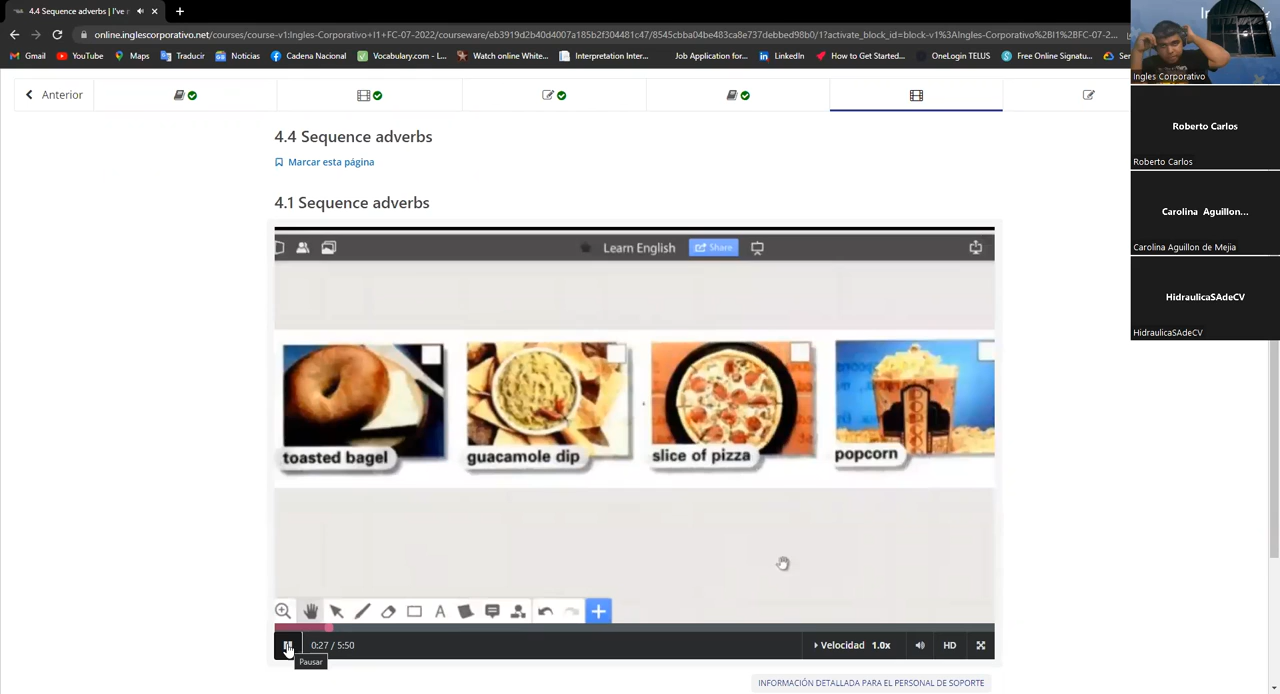 4.4 Sequence adverbs | I've r
online.inglescorporativo.net/courses/course-v1:Ingles-Corporativo+I1+FC-07-2022/courseware/eb3919d2b40d4007a185b2f304481c47/8545cbba04be483ca8e737debbed98b0/1?activate_block_id=block-v1%3AIngles-Corporativo%2BI1%2BFC-07-2...
Gmail
YouTube
Maps
Traducir
Noticias
Cadena Nacional
Vocabulary.com - L...
Watch online White...
Interpretation Inter...
Job Application for...
LinkedIn
How to Get Started...
OneLogin TELUS
Free Online Signatu...
Ingles Corporativo
Roberto Carlos
Roberto Carlos
Carolina Aguillon...
Carolina Aguillon de Mejia
HidraulicaSAdeCV
HidraulicaSAdeCV
Anterior
4.4 Sequence adverbs
Marcar esta página
4.1 Sequence adverbs
Learn English
Share
toasted bagel
guacamole dip
slice of pizza
popcorn
0:27 / 5:50
Velocidad 1.0x
HD
Pausar
INFORMACIÓN DETALLADA PARA EL PERSONAL DE SOPORTE